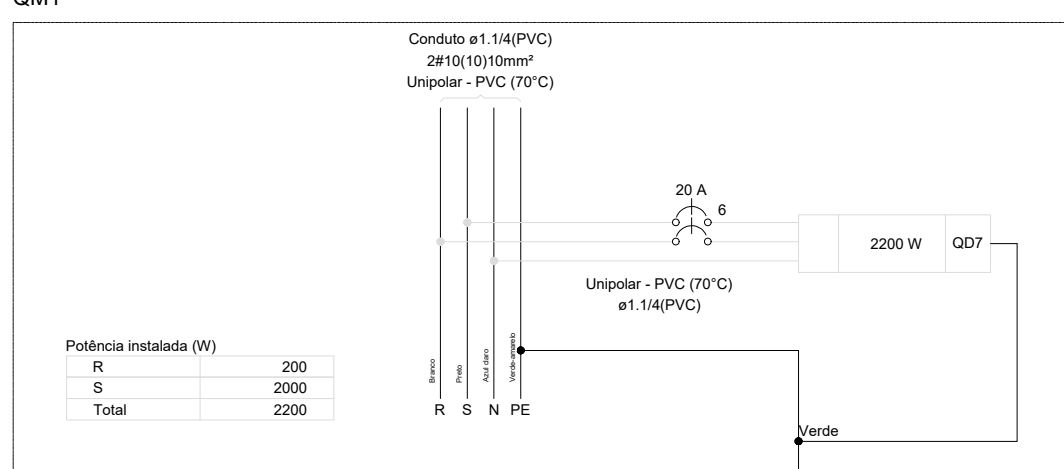 QM1
Conduto ø1.1/4(PVC)
2#10(10)10mm²
Unipolar - PVC (70°C)
20 A
6
2200 W
QD7
Unipolar - PVC (70°C)
ø1.1/4(PVC)
Potência instalada (W)
R 200
S 2000
Total 2200
Branco
Preto
Azul claro
Verde-amarelo
R S N PE
Verde